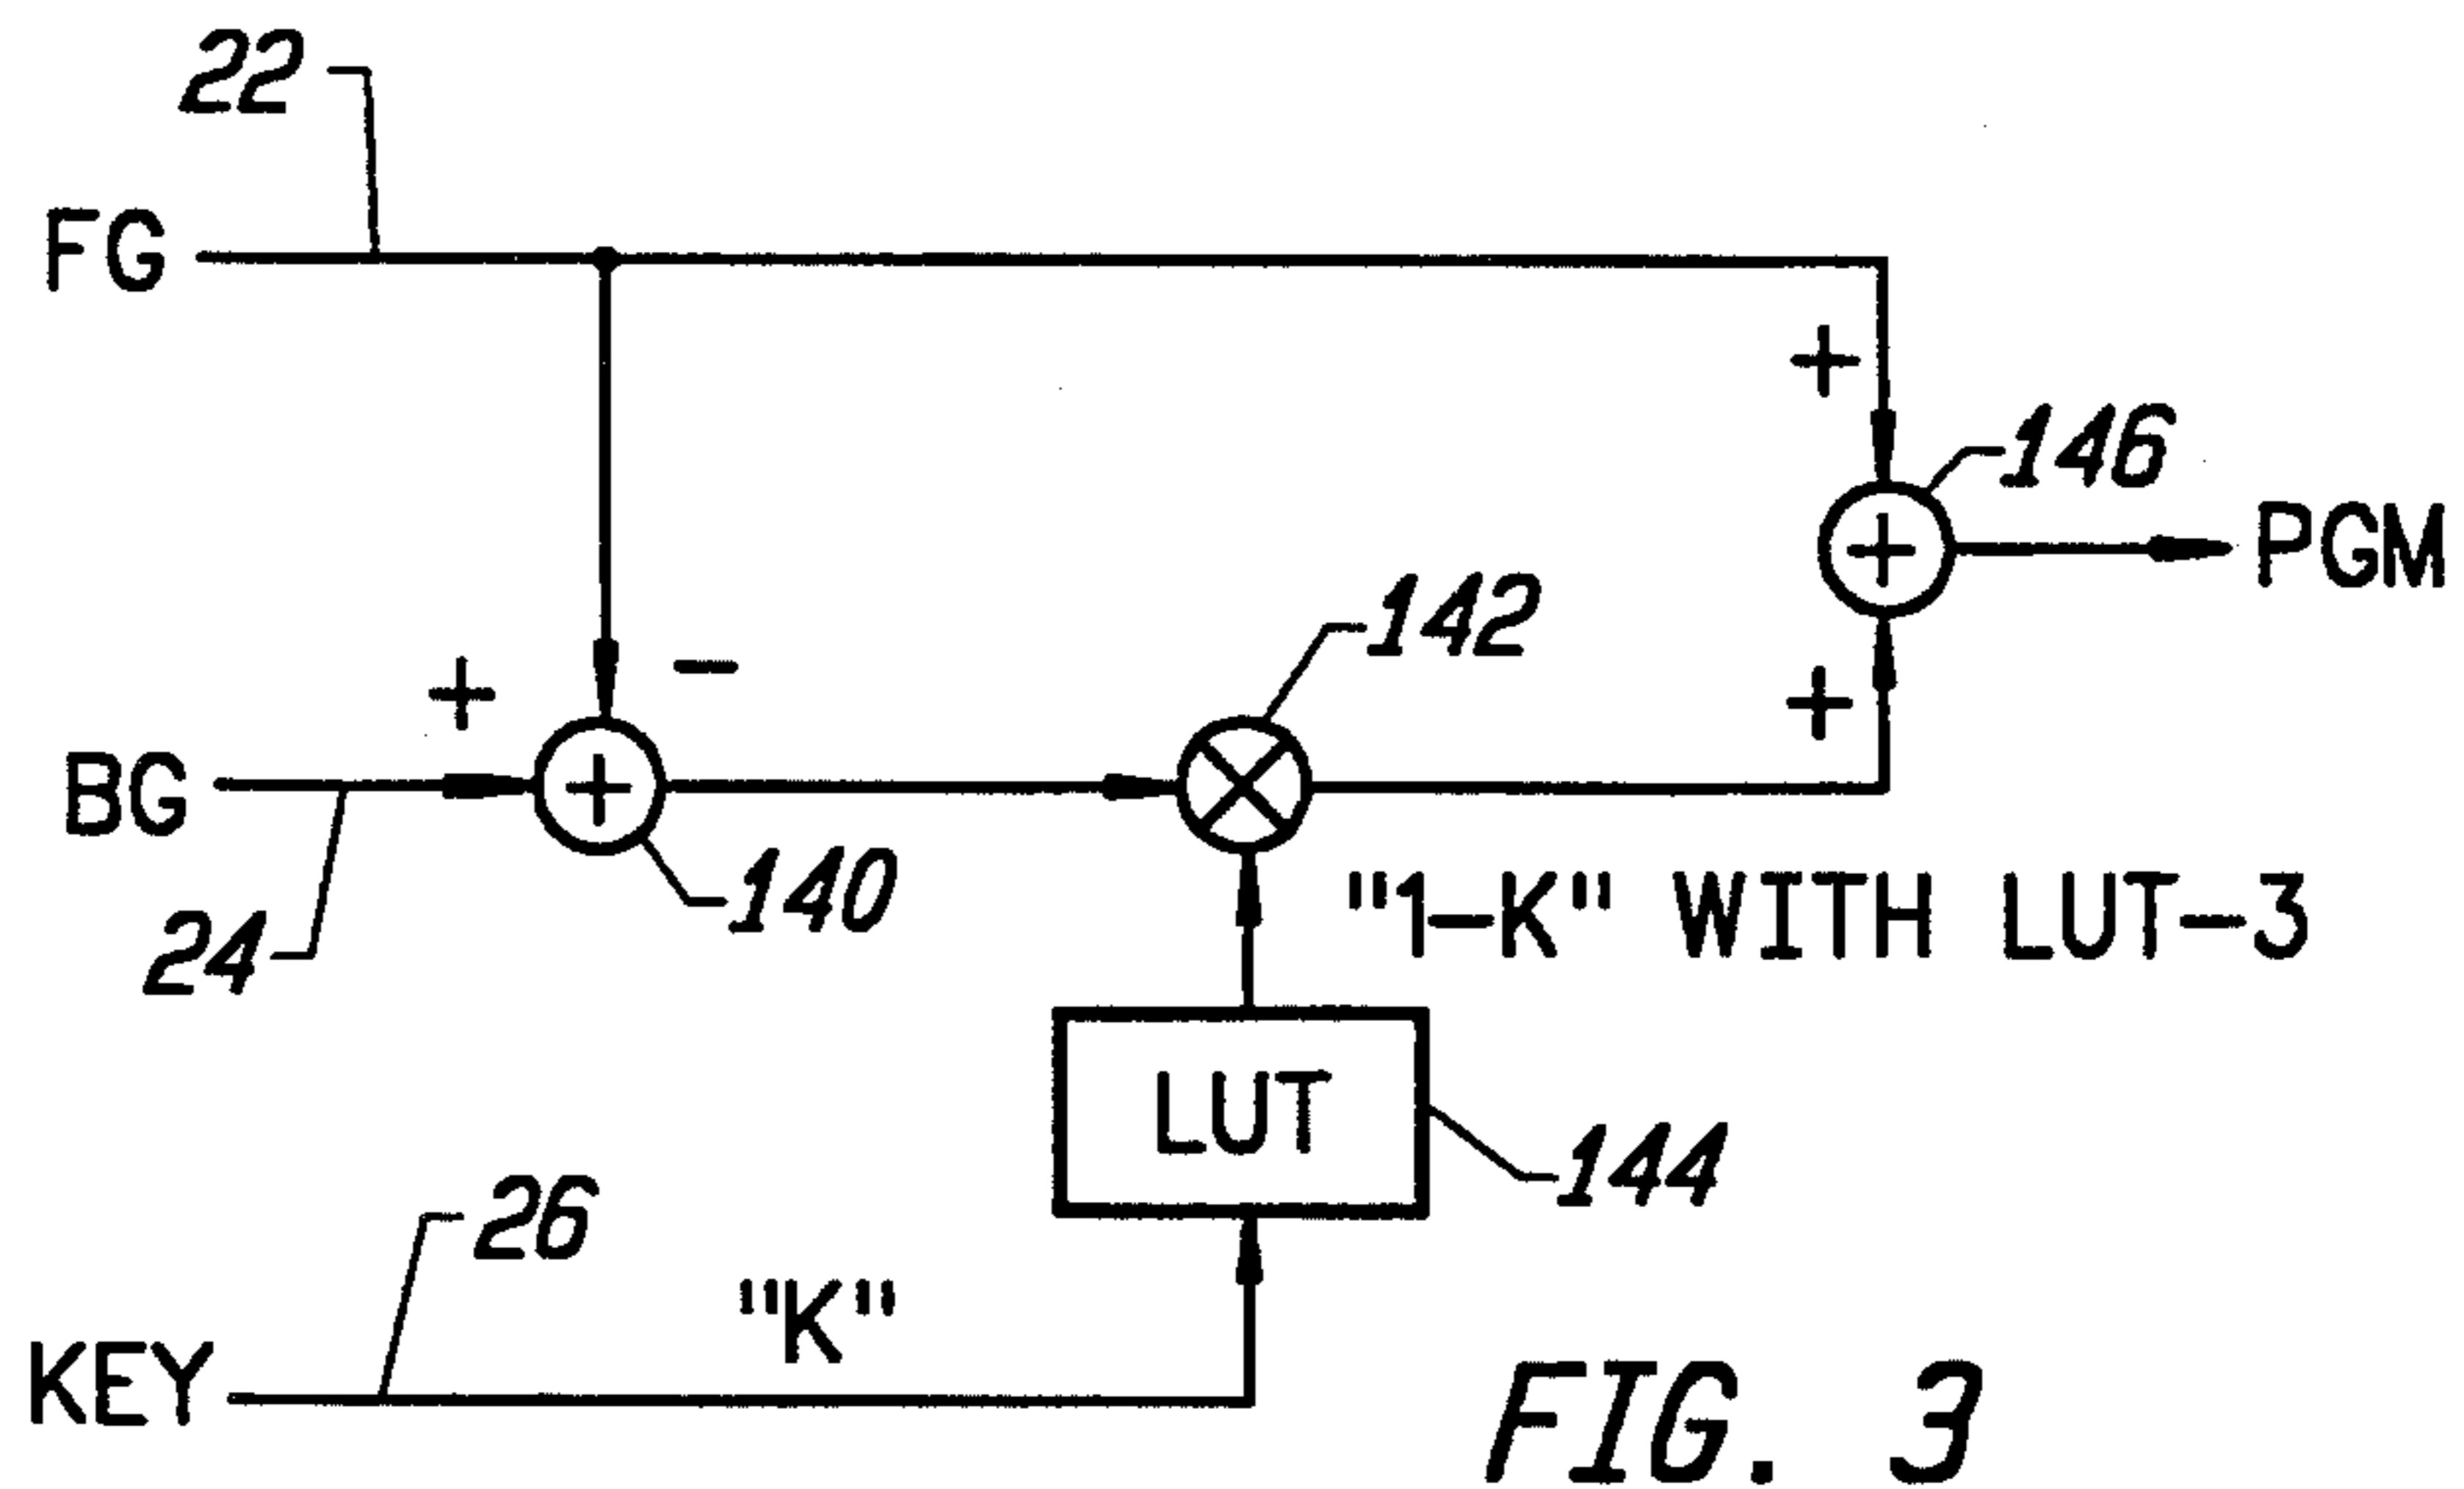 22
FG
+
146
PGM
142
+
-
+
BG
140
24
"1-K" WITH LUT-3
LUT
144
26
"K"
KEY
FIG. 3